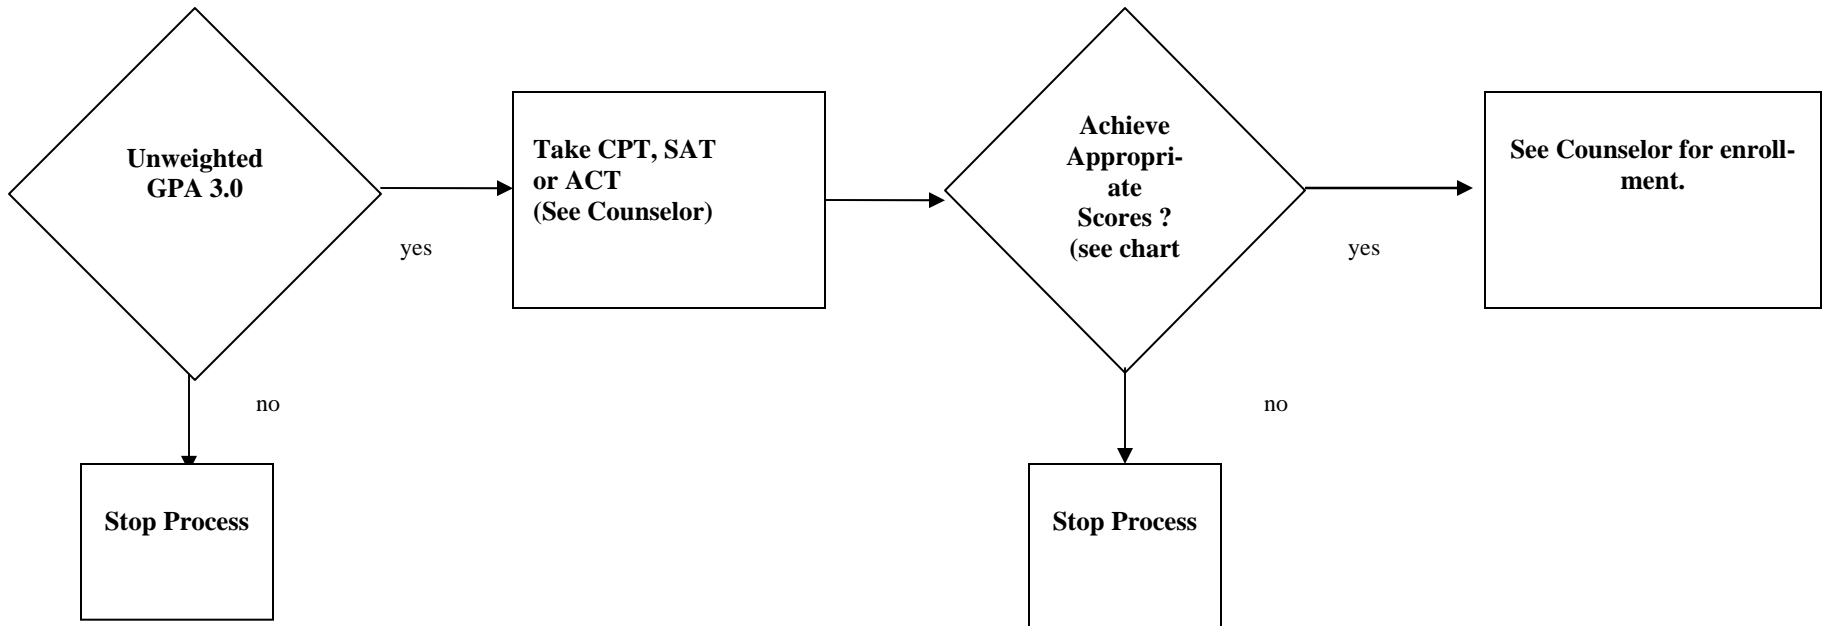 Unweighted
GPA 3.0
yes
no
Stop Process
Take CPT, SAT
or ACT
(See Counselor)
Achieve
Appropri-
ate
Scores ?
(see chart
yes
no
Stop Process
See Counselor for enroll-
ment.